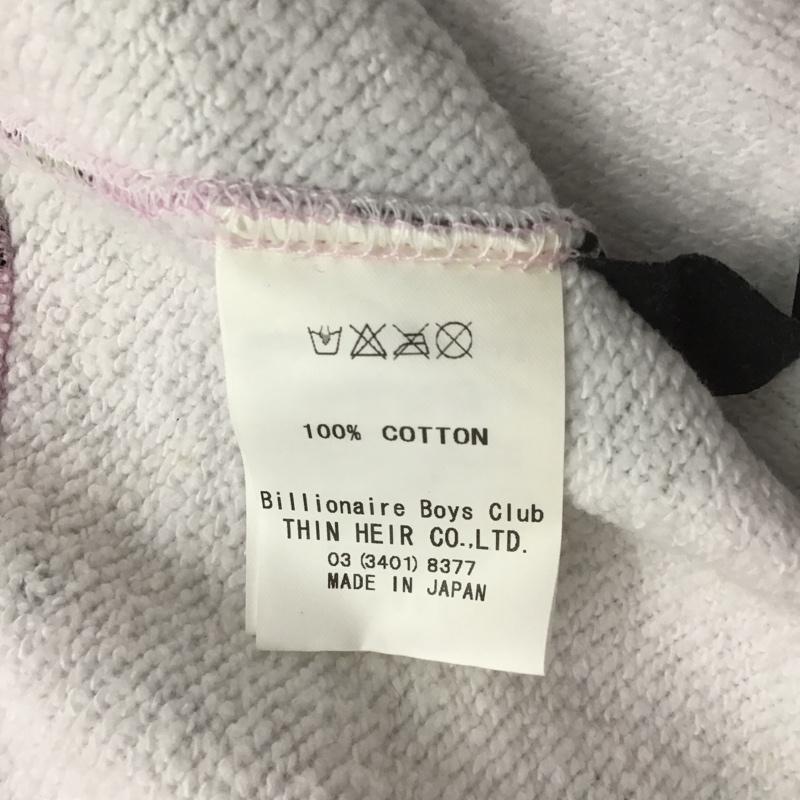 100% COTTON
Billionaire Boys Club
THIN HEIR CO.,LTD.
03 (3401) 8377
MADE IN JAPAN